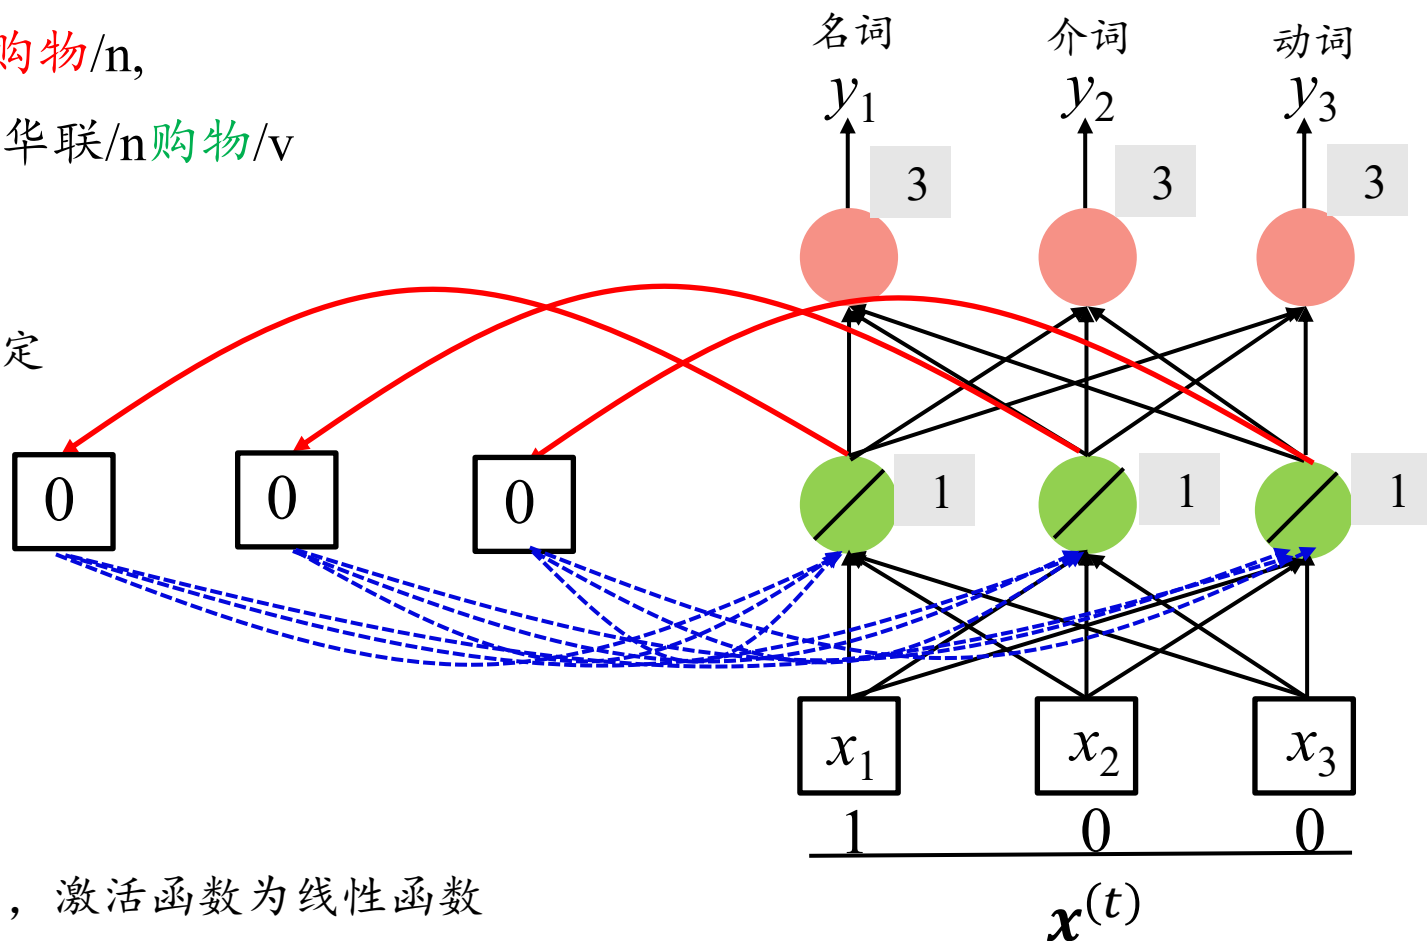 购物/n,
华联/n购物/v
定
名词 介词 动词
y1 y2 y3
3 3 3
0 0 0 1 1 1
x1 x2 x3
1 0 0
x(t)
，激活函数为线性函数